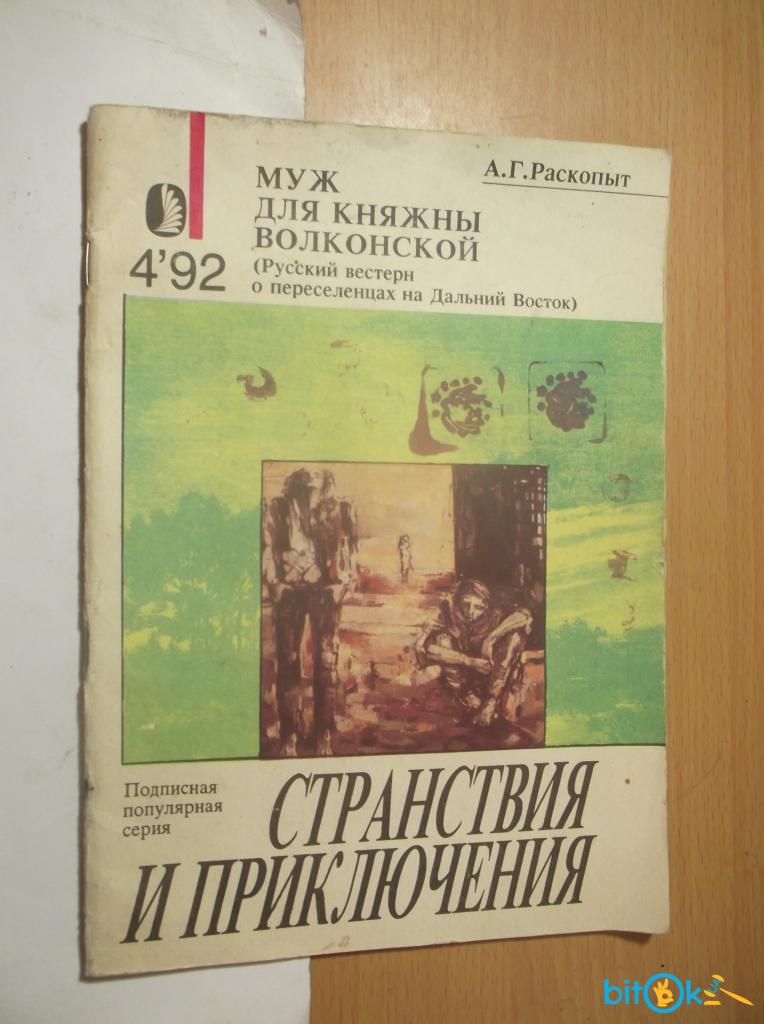 А.Г.Раскопыт
МУЖ
ДЛЯ КНЯЖНЫ
ВОЛКОНСКОЙ
(Русский вестерн
о переселенцах на Дальний Восток)
4'92
Подписная
популярная
серия
СТРАНСТВИЯ
И ПРИКЛЮЧЕНИЯ
bitOk
UA